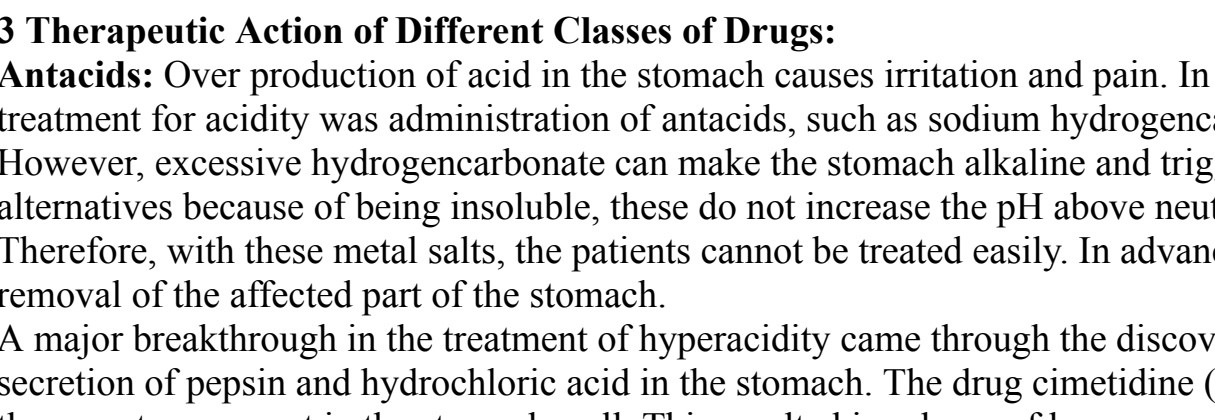 3 Therapeutic Action of Different Classes of Drugs:
Antacids: Over production of acid in the stomach causes irritation and pain. In
treatment for acidity was administration of antacids, such as sodium hydrogenca
However, excessive hydrogencarbonate can make the stomach alkaline and trig
alternatives because of being insoluble, these do not increase the pH above neut
Therefore, with these metal salts, the patients cannot be treated easily. In advanc
removal of the affected part of the stomach.
A major breakthrough in the treatment of hyperacidity came through the discov
secretion of pepsin and hydrochloric acid in the stomach. The drug cimetidine (